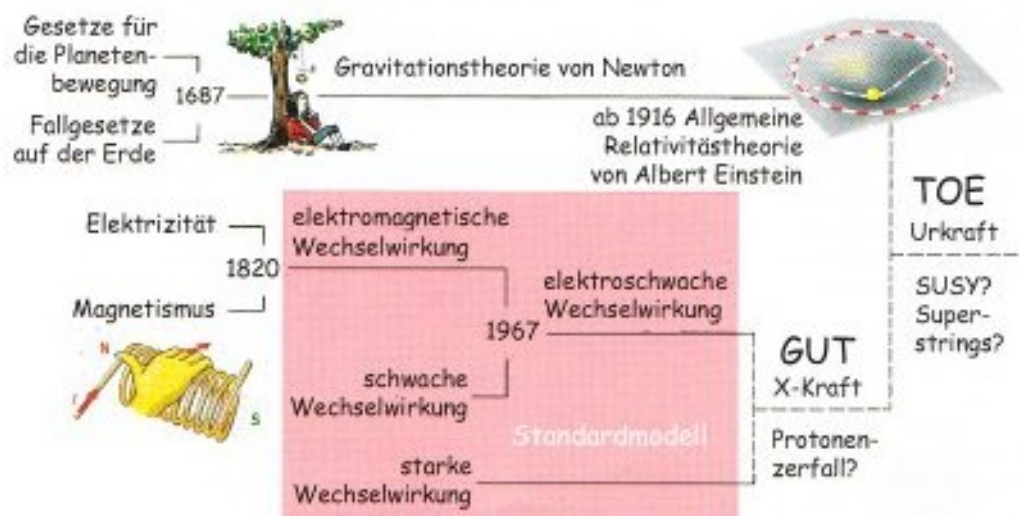 Gesetze für
die Planeten-
bewegung
1687
Fallgesetze
auf der Erde
Gravitationstheorie von Newton
ab 1916 Allgemeine
Relativitästheorie
von Albert Einstein
TOE
Urkraft
SUSY?
Super-
strings?
Elektrizität
1820
Magnetismus
N
I
S
elektromagnetische
Wechselwirkung
1967
schwache
Wechselwirkung
elektroschwache
Wechselwirkung
GUT
X-Kraft
Protonen-
zerfall?
Standardmodell
starke
Wechselwirkung